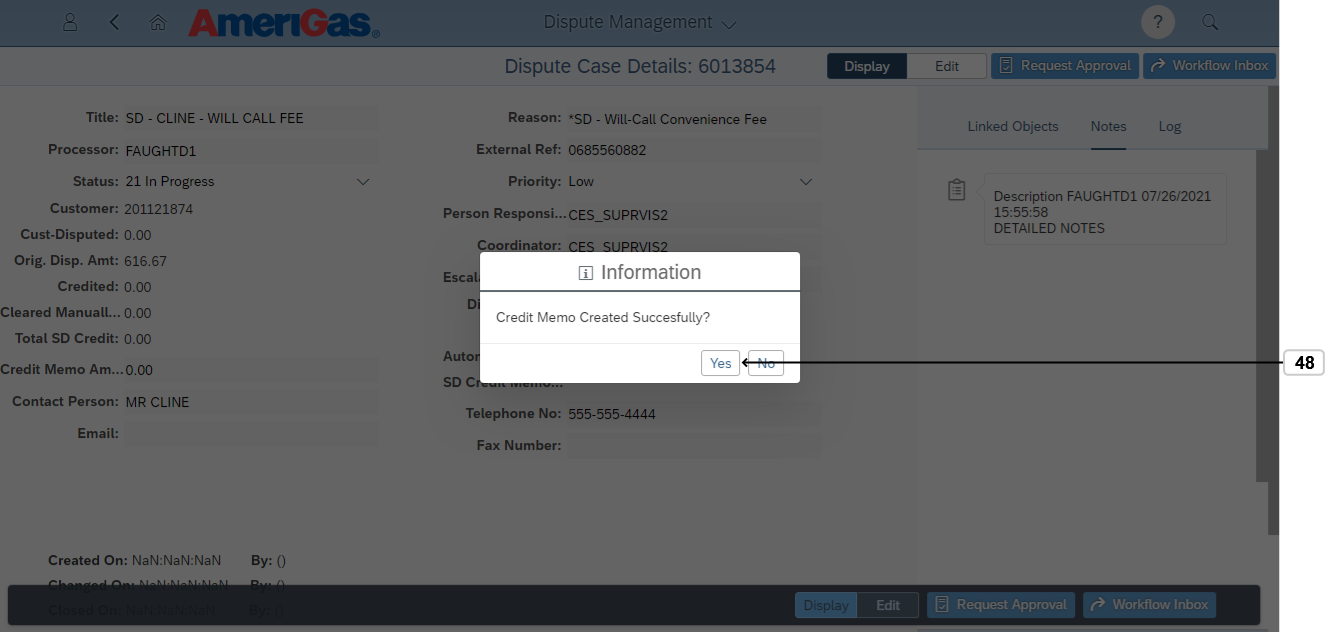 AmeriGas®
Dispute Management
?
Dispute Case Details: 6013854
Display
Edit
Request Approval
Workflow Inbox
Title: SD - CLINE - WILL CALL FEE
Processor: FAUGHTD1
Status: 21 In Progress
Customer: 201121874
Cust-Disputed: 0.00
Orig. Disp. Amt: 616.67
Credited: 0.00
Cleared Manuall... 0.00
Total SD Credit: 0.00
Credit Memo Am... 0.00
Contact Person: MR CLINE
Email:
Reason: *SD - Will-Call Convenience Fee
External Ref: 0685560882
Priority: Low
Person Responsi... CES_SUPRVIS2
Coordinator: CES_SUPRVIS2
Escal
Di
Autor
SD Credit Memo...
Telephone No: 555-555-4444
Fax Number:
Linked Objects
Notes
Log
Description FAUGHTD1 07/26/2021
15:55:58
DETAILED NOTES
Information
Credit Memo Created Succesfully?
Yes
No
48
Created On: NaN:NaN:NaN By: ()
Changed On: NaN:NaN:NaN By: ()
Closed On: NaN:NaN:NaN By: ()
Display
Edit
Request Approval
Workflow Inbox